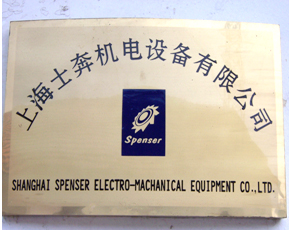 上海士奔机电设备有限公司
Spenser
SHANGHAI SPENSER ELECTRO-MACHANICAL EQUIPMENT CO.,LTD.